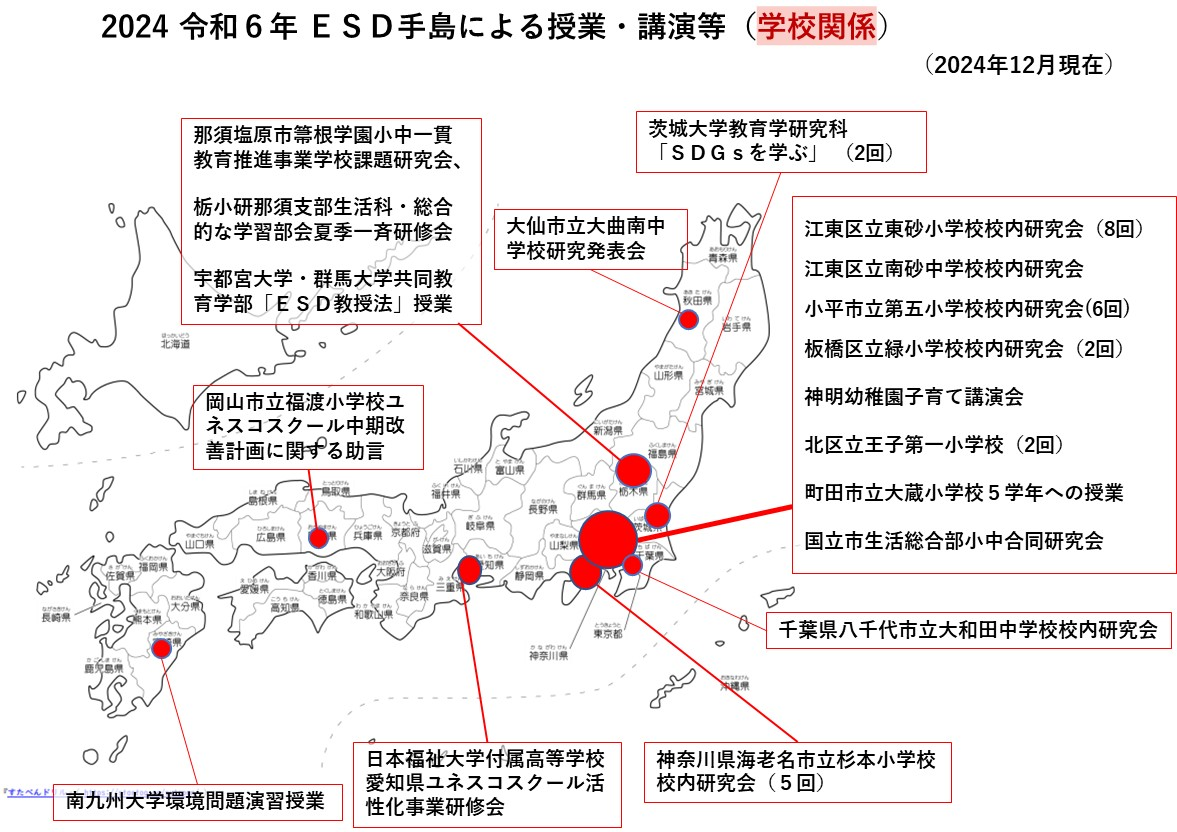 2024 令和６年 ＥＳＤ手島による授業・講演等（学校関係）
（2024年12月現在）
那須塩原市箒根学園小中一貫
教育推進事業学校課題研究会、
栃小研那須支部生活科・総合
的な学習部会夏季一斉研修会
宇都宮大学・群馬大学共同教
育学部「ＥＳＤ教授法」授業
茨城大学教育学研究科
「ＳＤＧｓを学ぶ」（2回）
大仙市立大曲南中
学校研究発表会
江東区立東砂小学校校内研究会（8回）
江東区立南砂中学校校内研究会
小平市立第五小学校校内研究会(6回)
板橋区立緑小学校校内研究会（2回）
神明幼稚園子育て講演会
北区立王子第一小学校（2回）
町田市立大蔵小学校５学年への授業
国立市生活総合部小中合同研究会
岡山市立福渡小学校ユ
ネスコスクール中期改
善計画に関する助言
千葉県八千代市立大和田中学校校内研究会
神奈川県海老名市立杉本小学校
校内研究会（５回）
日本福祉大学付属高等学校
愛知県ユネスコスクール活
性化事業研修会
南九州大学環境問題演習授業
北海道
青森県
秋田県
岩手県
山形県
宮城県
新潟県
福島県
石川県
富山県
群馬県
栃木県
福井県
長野県
岐阜県
山梨県
千葉県
島根県
鳥取県
山口県
広島県
兵庫県
京都府
滋賀県
静岡県
三重県
大阪府
奈良県
和歌山県
香川県
徳島県
愛媛県
高知県
福岡県
佐賀県
長崎県
大分県
熊本県
鹿児島県
東京都
神奈川県
沖縄県